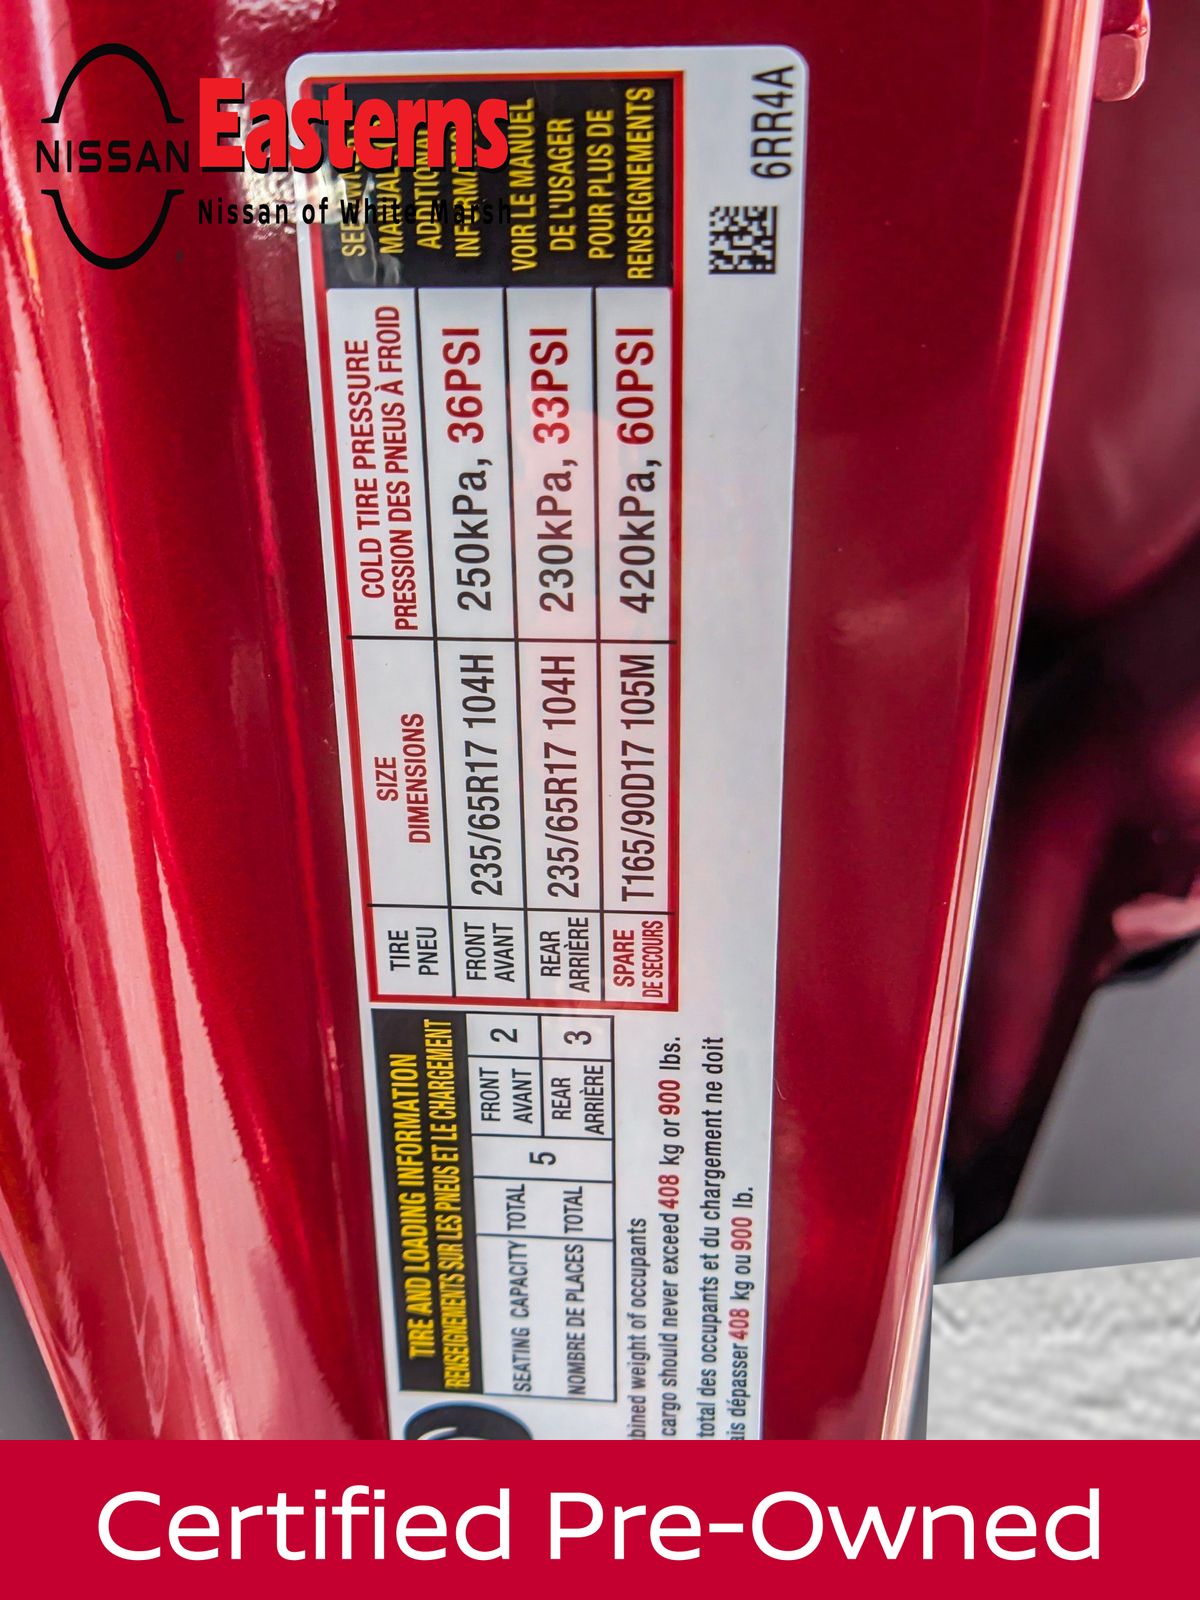 NISSAN
Easterns
Nissan of White Marsh
TIRE AND LOADING INFORMATION
RENSEIGNEMENTS SUR LES PNEUS ET LE CHARGEMENT
SEATING CAPACITY
NOMBRE DE PLACES
TOTAL
TOTAL
5
FRONT
AVANT
2
REAR
ARRIÈRE
3
weight of occupants
cargo should never exceed 408 kg or 900 lbs.
total des occupants et du chargement ne doit
dépasser 408 kg ou 900 lb.
TIRE
PNEU
SIZE
DIMENSIONS
COLD TIRE PRESSURE
PRESSION DES PNEUS À FROID
FRONT
AVANT
235/65R17 104H
250kPa, 36PSI
REAR
ARRIÈRE
235/65R17 104H
230kPa, 33PSI
SPARE
DE SECOURS
T165/90D17 105M
420kPa, 60PSI
SEE
ADDITIONAL
INFORMATION
VOIR LE MANUEL
DE L'USAGER
POUR PLUS DE
RENSEIGNEMENTS
6RR4A
Certified Pre-Owned